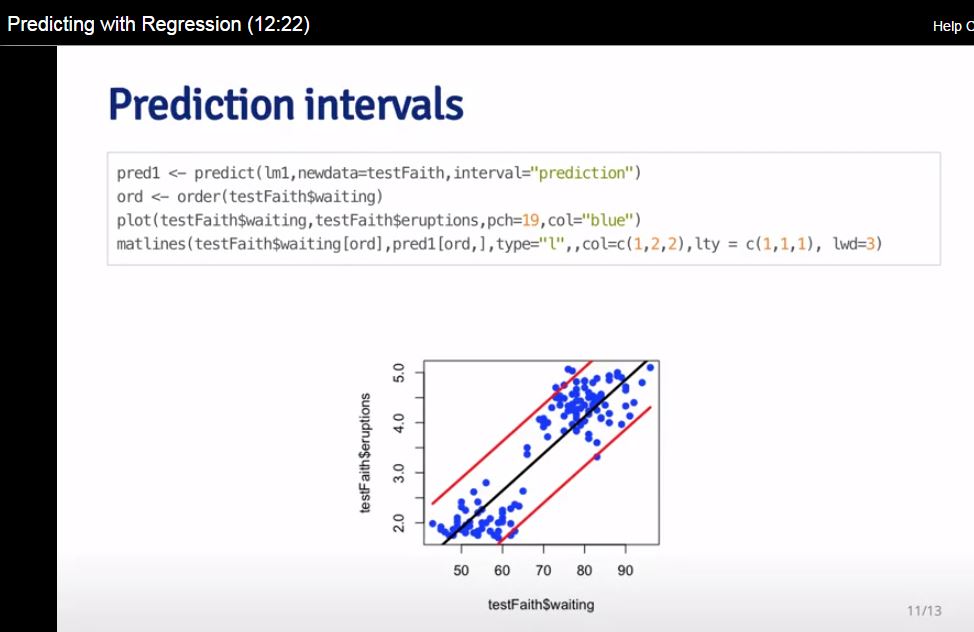 Predicting with Regression (12:22)
Help C
Prediction intervals
pred1 <- predict(lm1,newdata=testFaith,interval="prediction")
ord <- order(testFaith$waiting)
plot(testFaith$waiting,testFaith$eruptions,pch=19,col="blue")
matlines(testFaith$waiting[ord],pred1[ord,],type="l",,col=c(1,2,2),lty = c(1,1,1), lwd=3)
testFaith$eruptions
5.0
4.0
3.0
2.0
50 60 70 80 90
testFaith$waiting
11/13